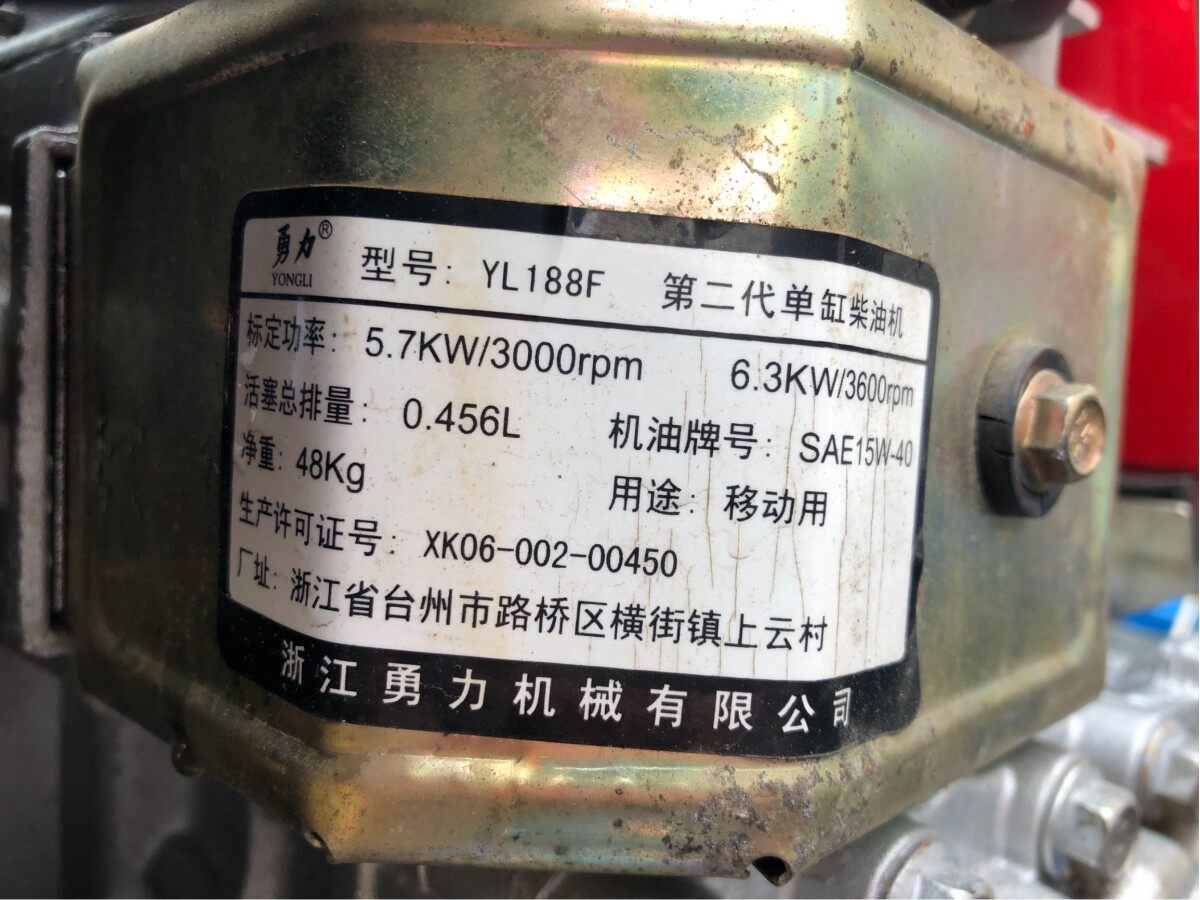 勇力®
YONGLI
型号: YL188F 第二代单缸柴油机
标定功率: 5.7KW/3000rpm 6.3KW/3600rpm
活塞总排量: 0.456L 机油牌号: SAE15W-40
净重: 48Kg 用途: 移动用
生产许可证号: XK06-002-00450
厂址: 浙江省台州市路桥区横街镇上云村
浙江勇力机械有限公司